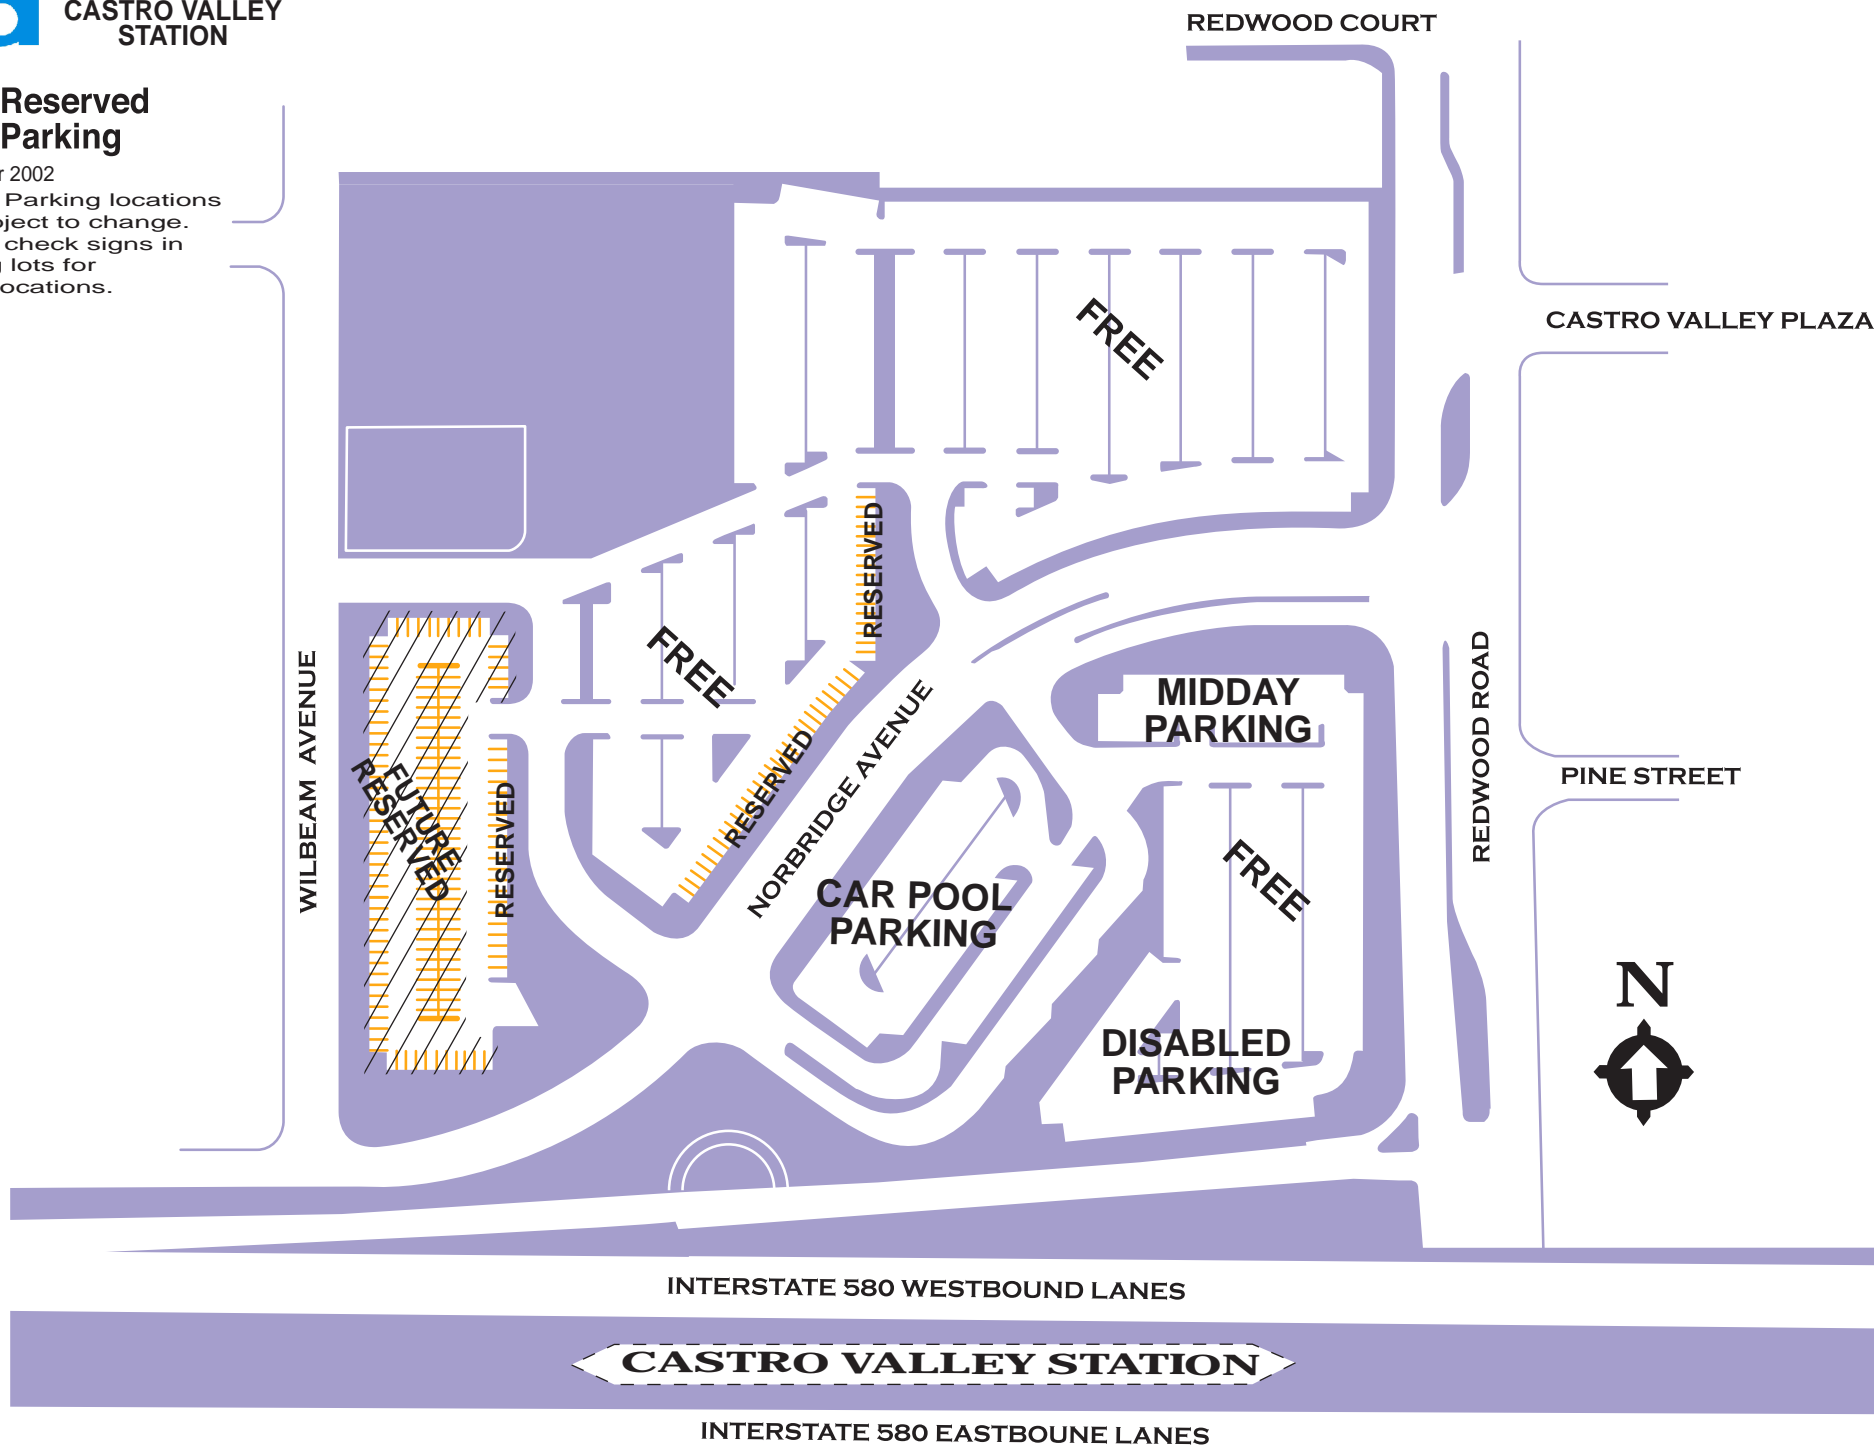 CASTRO VALLEY
STATION
REDWOOD COURT
Reserved
Parking
2002
Parking locations
to change.
check signs in
lots for
CASTRO VALLEY PLAZA
FREE
RESERVED
FREE
WILBEAM AVENUE
FUTURE
RESERVED
RESERVED
RESERVED
NORBRIDGE AVENUE
MIDDAY
PARKING
REDWOOD ROAD
PINE STREET
CAR POOL
PARKING
FREE
DISABLED
PARKING
N
INTERSTATE 580 WESTBOUND LANES
CASTRO VALLEY STATION
INTERSTATE 580 EASTBOUNE LANES